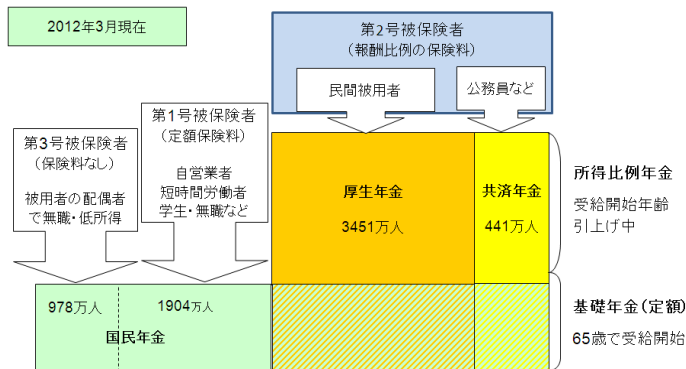 2012年3月現在
第2号被保険者
(報酬比例の保険料)
民間被用者
公務員など
第1号被保険者
(定額保険料)
自営業者
短時間労働者
学生・無職など
第3号被保険者
(保険料なし)
被用者の配偶者
で無職・低所得
厚生年金
3451万人
共済年金
441万人
所得比例年金
受給開始年齢
引上げ中
978万人
1904万人
国民年金
基礎年金(定額)
65歳で受給開始